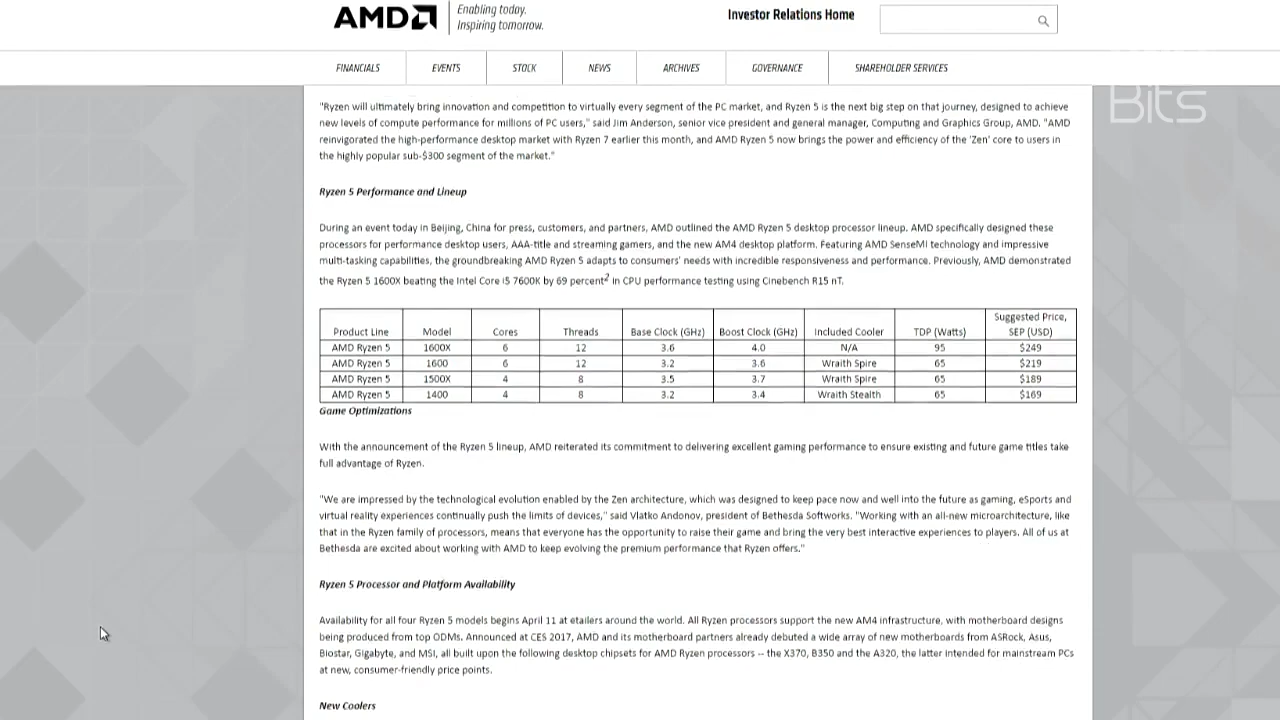 AMD
Enabling today.
Inspiring tomorrow.
Investor Relations Home
FINANCIALS EVENTS STOCK NEWS ARCHIVES GOVERNANCE SHAREHOLDER SERVICES
Bits
"Ryzen will ultimately bring innovation and competition to virtually every segment of the PC market, and Ryzen 5 is the next big step on that journey, designed to achieve
new levels of compute performance for millions of PC users," said Jim Anderson, senior vice president and general manager, Computing and Graphics Group, AMD. "AMD
reinvigorated the high-performance desktop market with Ryzen 7 earlier this month, and AMD Ryzen 5 now brings the power and efficiency of the 'Zen' core to users in
the highly popular sub-$300 segment of the market."
Ryzen 5 Performance and Lineup
During an event today in Beijing, China for press, customers, and partners, AMD outlined the AMD Ryzen 5 desktop processor lineup. AMD specifically designed these
processors for performance desktop users, AAA-title and streaming gamers, and the new AM4 desktop platform. Featuring AMD SenseMI technology and impressive
multi-tasking capabilities, the groundbreaking AMD Ryzen 5 adapts to consumers' needs with incredible responsiveness and performance. Previously, AMD demonstrated
the Ryzen 5 1600X beating the Intel Core i5 7600K by 69 percent2 in CPU performance testing using Cinebench R15 nT.
Product Line Model Cores Threads Base Clock (GHz) Boost Clock (GHz) Included Cooler TDP (Watts) Suggested Price, SEP (USD)
AMD Ryzen 5 1600X 6 12 3.6 4.0 N/A 95 $249
AMD Ryzen 5 1600 6 12 3.2 3.6 Wraith Spire 65 $219
AMD Ryzen 5 1500X 4 8 3.5 3.7 Wraith Spire 65 $189
AMD Ryzen 5 1400 4 8 3.2 3.4 Wraith Stealth 65 $169
Game Optimizations
With the announcement of the Ryzen 5 lineup, AMD reiterated its commitment to delivering excellent gaming performance to ensure existing and future game titles take
full advantage of Ryzen.
"We are impressed by the technological evolution enabled by the Zen architecture, which was designed to keep pace now and well into the future as gaming, eSports and
virtual reality experiences continually push the limits of devices," said Vlatko Andonov, president of Bethesda Softworks. "Working with an all-new microarchitecture, like
that in the Ryzen family of processors, means that everyone has the opportunity to raise their game and bring the very best interactive experiences to players. All of us at
Bethesda are excited about working with AMD to keep evolving the premium performance that Ryzen offers."
Ryzen 5 Processor and Platform Availability
Availability for all four Ryzen 5 models begins April 11 at etailers around the world. All Ryzen processors support the new AM4 infrastructure, with motherboard designs
being produced from top ODMs. Announced at CES 2017, AMD and its motherboard partners already debuted a wide array of new motherboards from ASRock, Asus,
Biostar, Gigabyte, and MSI, all built upon the following desktop chipsets for AMD Ryzen processors -- the X370, B350 and the A320, the latter intended for mainstream PCs
at new, consumer-friendly price points.
New Coolers